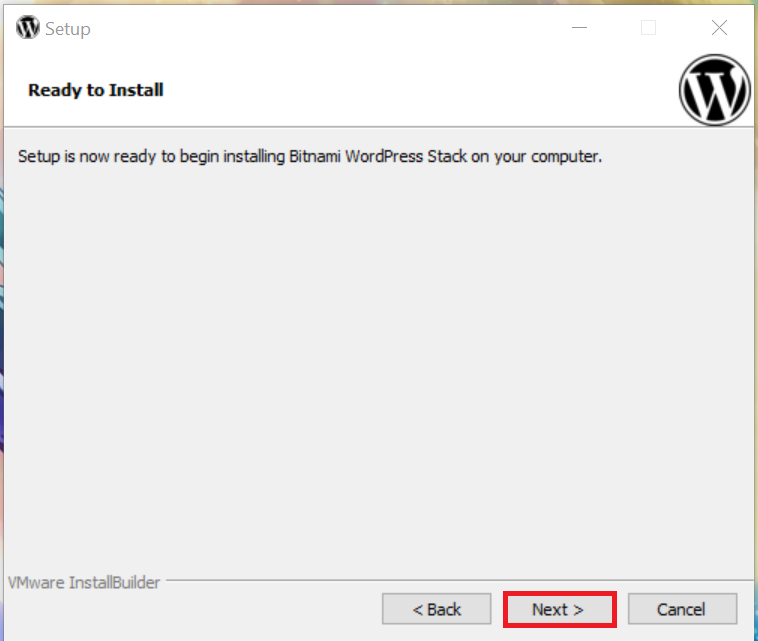 Setup
Ready to Install
Setup is now ready to begin installing Bitnami WordPress Stack on your computer.
VMware InstallBuilder
< Back
Next >
Cancel